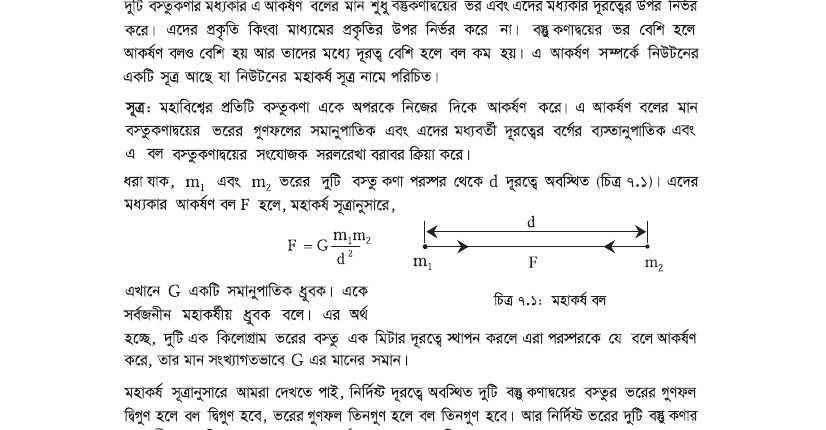 দুটি বস্তুকণার মধ্যকার এ আকর্ষণ বলের মান শুধু বস্তুকণাদ্বয়ের ভর এবং এদের মধ্যকার দূরত্বের উপর নির্ভর
করে। এদের প্রকৃতি কিংবা মাধ্যমের প্রকৃতির উপর নির্ভর করে না। বস্তু কণাদ্বয়ের ভর বেশি হলে
আকর্ষণ বলও বেশি হয় আর তাদের মধ্যে দূরত্ব বেশি হলে বল কম হয়। এ আকর্ষণ সম্পর্কে নিউটনের
একটি সূত্র আছে যা নিউটনের মহাকর্ষ সূত্র নামে পরিচিত।
সূত্র: মহাবিশ্বের প্রতিটি বস্তুকণা একে অপরকে নিজের দিকে আকর্ষণ করে। এ আকর্ষণ বলের মান
বস্তুকণাদ্বয়ের ভরের গুণফলের সমানুপাতিক এবং এদের মধ্যবর্তী দূরত্বের বর্গের ব্যস্তানুপাতিক এবং
এ বল বস্তুকণাদ্বয়ের সংযোজক সরলরেখা বরাবর ক্রিয়া করে।
ধরা যাক, m₁ এবং m₂ ভরের দুটি বস্তু কণা পরস্পর থেকে d দূরত্বে অবস্থিত (চিত্র ৭.১)। এদের
মধ্যকার আকর্ষণ বল F হলে, মহাকর্ষ সূত্রানুসারে,
F = G m₁m₂ / d²
d
m₁ F m₂
চিত্র ৭.১: মহাকর্ষ বল
এখানে G একটি সমানুপাতিক ধ্রুবক। একে
সর্বজনীন মহাকর্ষীয় ধ্রুবক বলে। এর অর্থ
হচ্ছে, দুটি এক কিলোগ্রাম ভরের বস্তু এক মিটার দূরত্বে স্থাপন করলে এরা পরস্পরকে যে বলে আকর্ষণ
করে, তার মান সংখ্যাগতভাবে G এর মানের সমান।
মহাকর্ষ সূত্রানুসারে আমরা দেখতে পাই, নির্দিষ্ট দূরত্বে অবস্থিত দুটি বস্তু কণাদ্বয়ের বস্তুর ভরের গুণফল
দ্বিগুণ হলে বল দ্বিগুণ হবে, ভরের গুণফল তিনগুণ হলে বল তিনগুণ হবে। আর নির্দিষ্ট ভরের দুটি বস্তু কণার